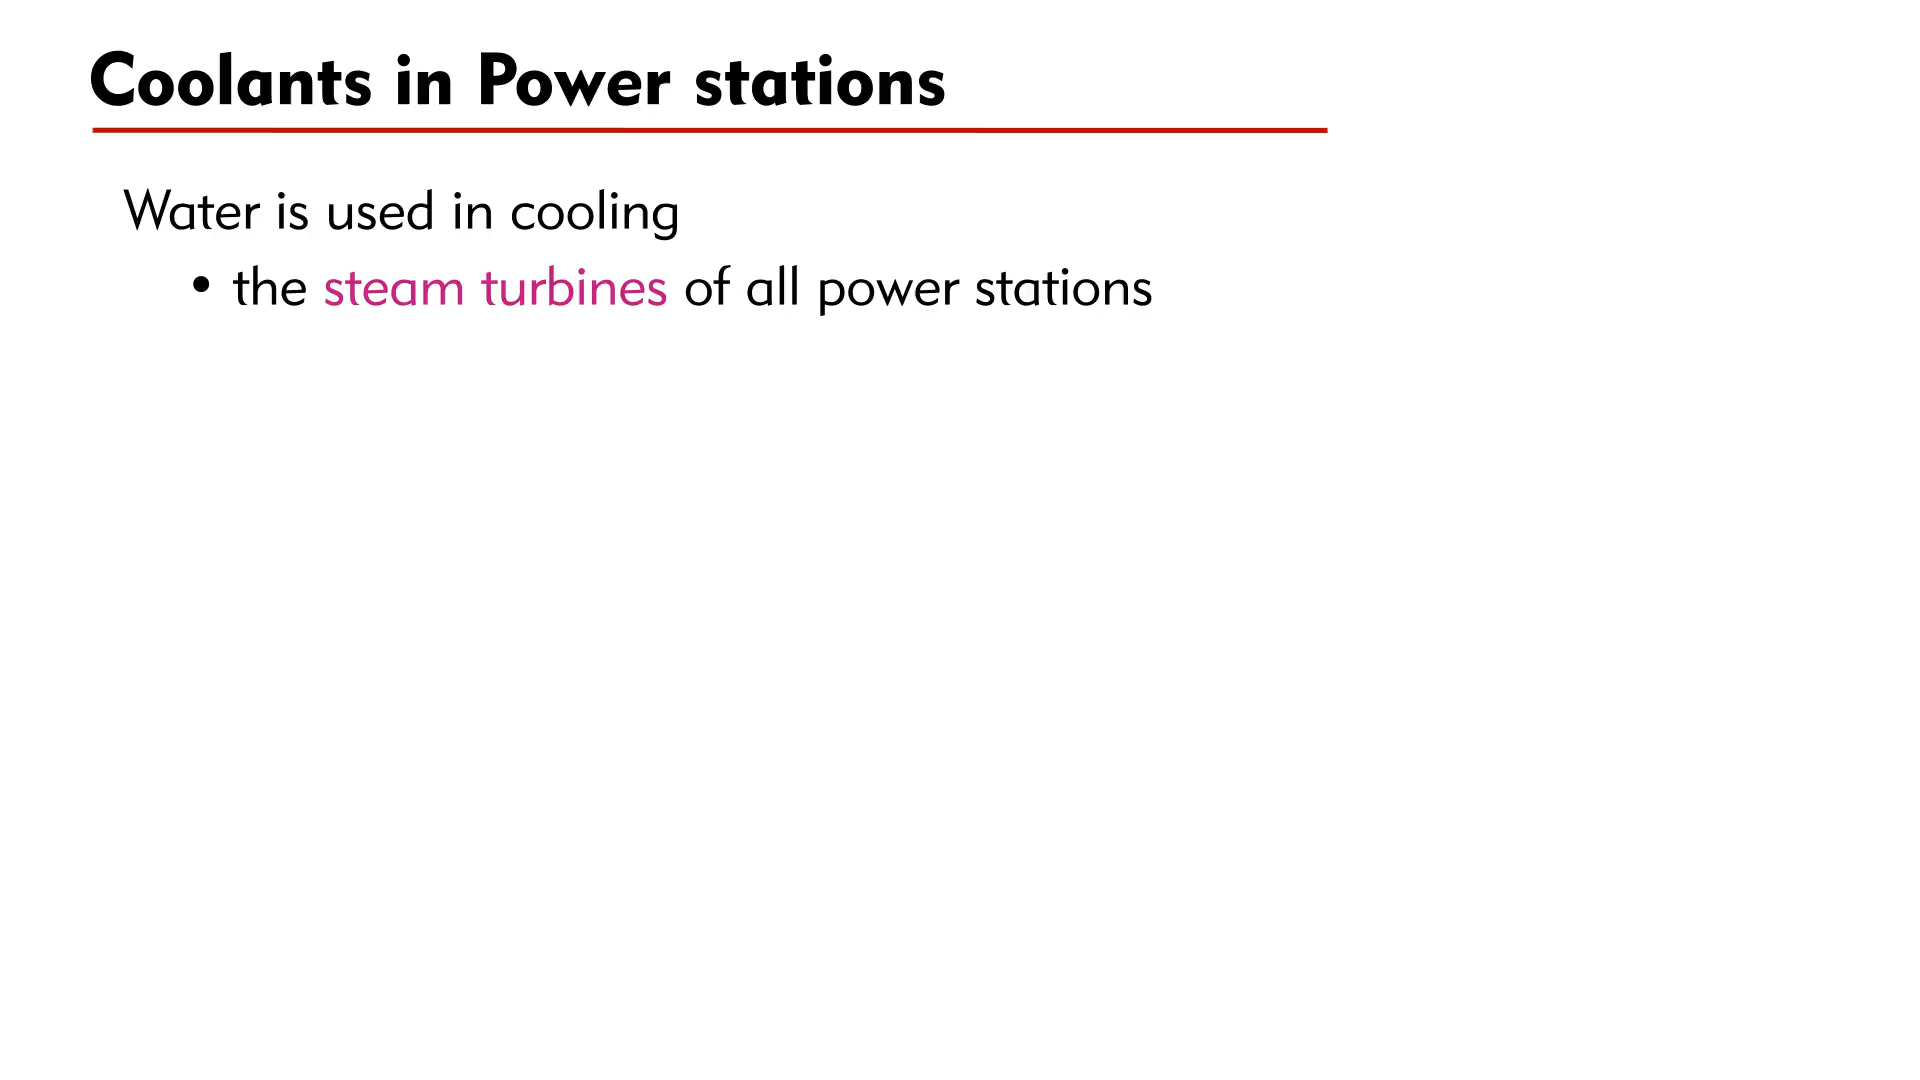 Coolants in Power stations
Water is used in cooling
• the steam turbines of all power stations